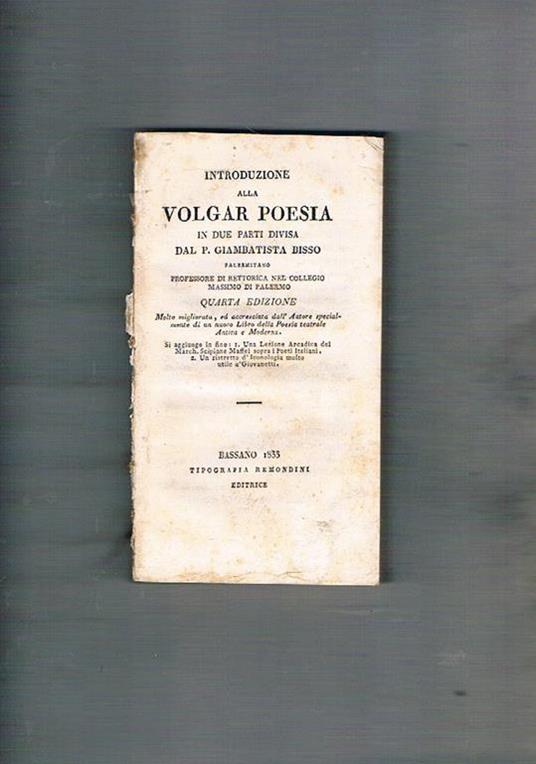 INTRODUZIONE
ALLA
VOLGAR POESIA
IN DUE PARTI DIVISA
DAL P. GIAMBATISTA BISSO
PALERMITANO
PROFESSORE DI RETTORICA NEL COLLEGIO
MASSIMO DI PALERMO
QUARTA EDIZIONE
Molto migliorata, ed accresciuta dall'Autore special-
mente di un nuovo Libro della Poesia teatrale
Antica e Moderna.
Si aggiungo in fine: 1. Una Lezione Arcadica del
March. Scipione Maffei sopra i Poeti Italiani.
2. Un ristretto d'Iconologia molto
utile a'Giovanetti.
BASSANO 1833
TIPOGRAFIA REMONDINI
EDITRICE